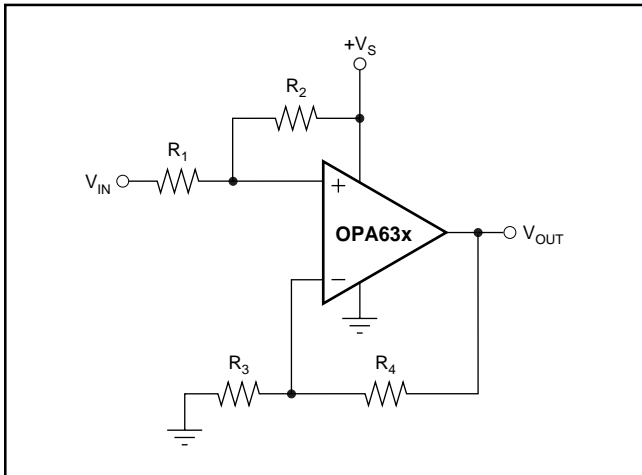 +V_S
R_2
R_1
V_IN
+
OPA63x
V_OUT
−
R_3
R_4